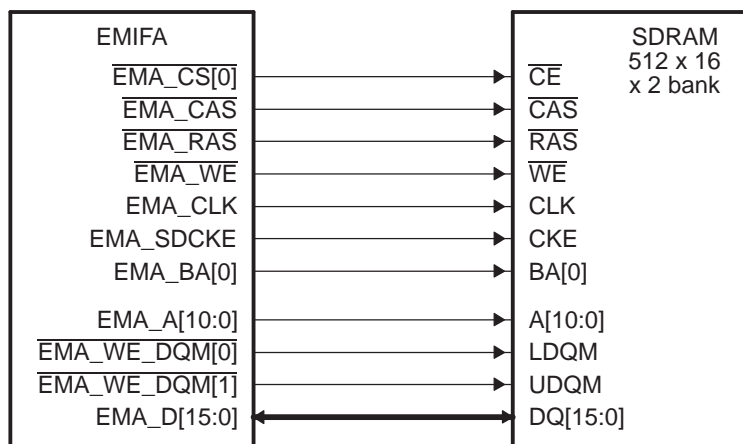 EMIFA
EMA_CS[0]
EMA_CAS
EMA_RAS
EMA_WE
EMA_CLK
EMA_SDCKE
EMA_BA[0]
EMA_A[10:0]
EMA_WE_DQM[0]
EMA_WE_DQM[1]
EMA_D[15:0]
SDRAM
512 x 16
x 2 bank
CE
CAS
RAS
WE
CLK
CKE
BA[0]
A[10:0]
LDQM
UDQM
DQ[15:0]